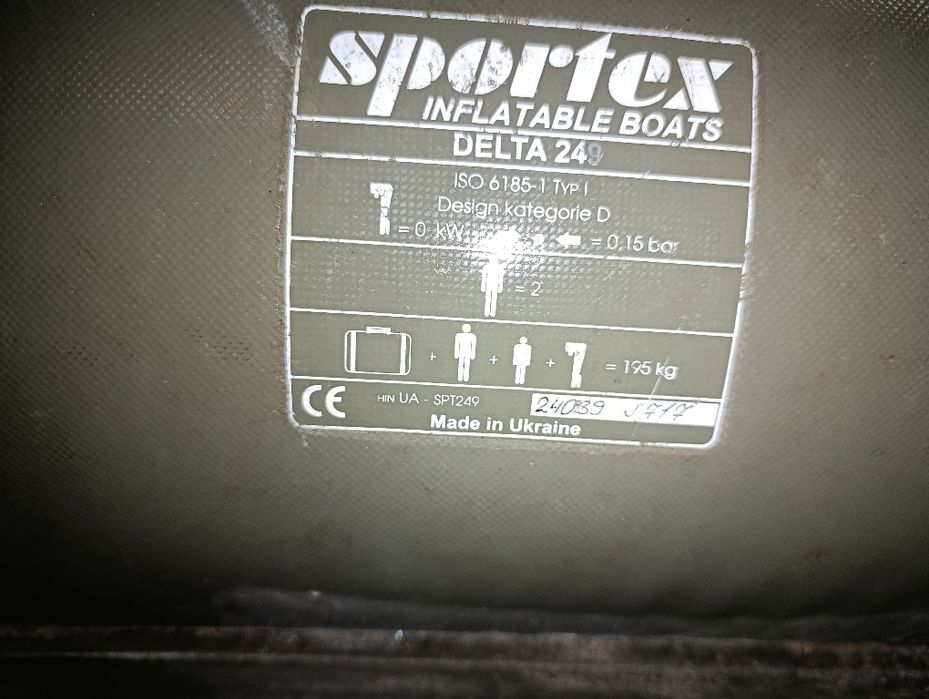 sportex
INFLATABLE BOATS
DELTA 249
ISO 6185-1 TYP I
Design kategorie D
= 0 kW = 0,15 bar
= 2
+ + + = 195 kg
CE HIN UA - SPT249
Made in Ukraine